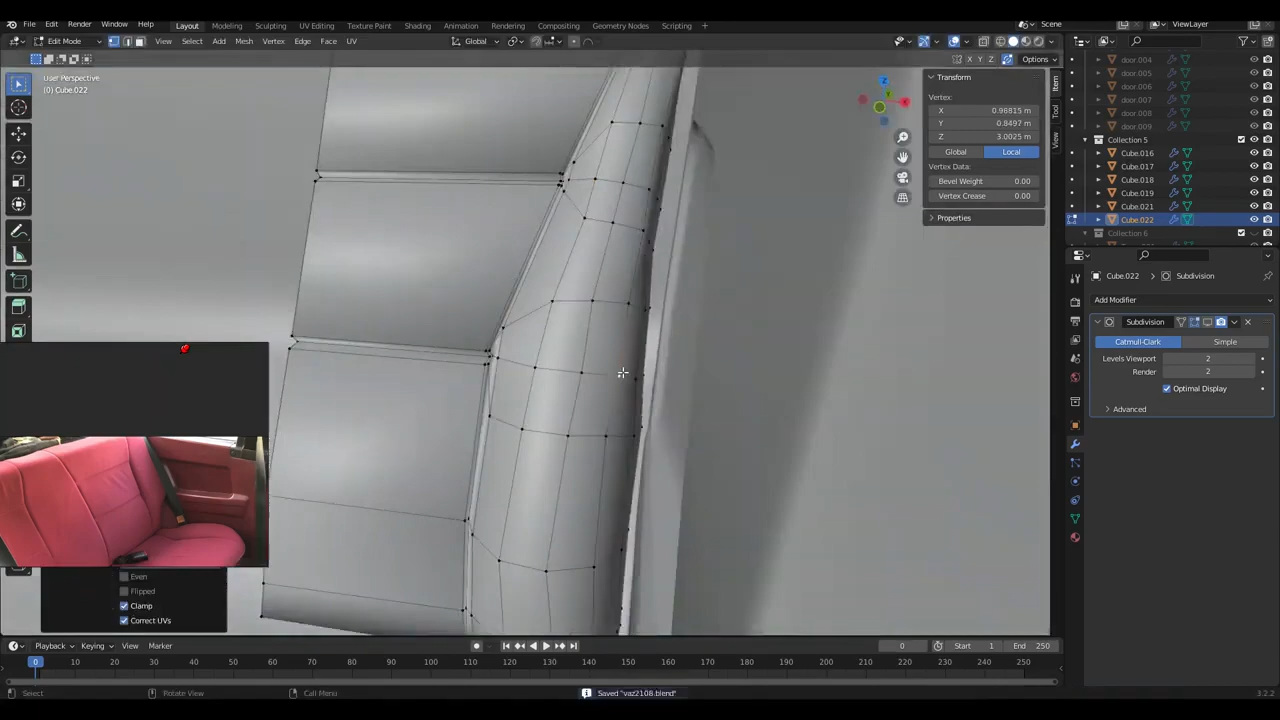 File Edit Render Window Help Layout Modeling Sculpting UV Editing Texture Paint Shading Animation Rendering Compositing Geometry Nodes Scripting + Scene ViewLayer
Edit Mode View Select Add Mesh Vertex Edge Face UV Global
X Y Z Options
User Perspective
(0) Cube.022
Transform
Vertex:
X 0.98815 m
Y 0.8497 m
Z 3.0025 m
Global Local
Vertex Data:
Bevel Weight 0.00
Vertex Crease 0.00
Properties
Item
Tool
View
door.004
door.005
door.006
door.007
door.008
door.009
Collection 5
Cube.016
Cube.017
Cube.018
Cube.019
Cube.021
Cube.022
Collection 6
Cube.022 > Subdivision
Add Modifier
Subdivision
Catmull-Clark Simple
Levels Viewport 2
Render 2
Optimal Display
Advanced
Even
Flipped
Clamp
Correct UVs
Playback Keying View Marker 0 Start 1 End 250
0 10 20 30 40 50 60 70 80 90 100 110 120 130 140 150 160 170 180 190 200 210 220 230 240 250
Select Rotate View Call Menu Saved "vaz2108.blend" 3.2.2